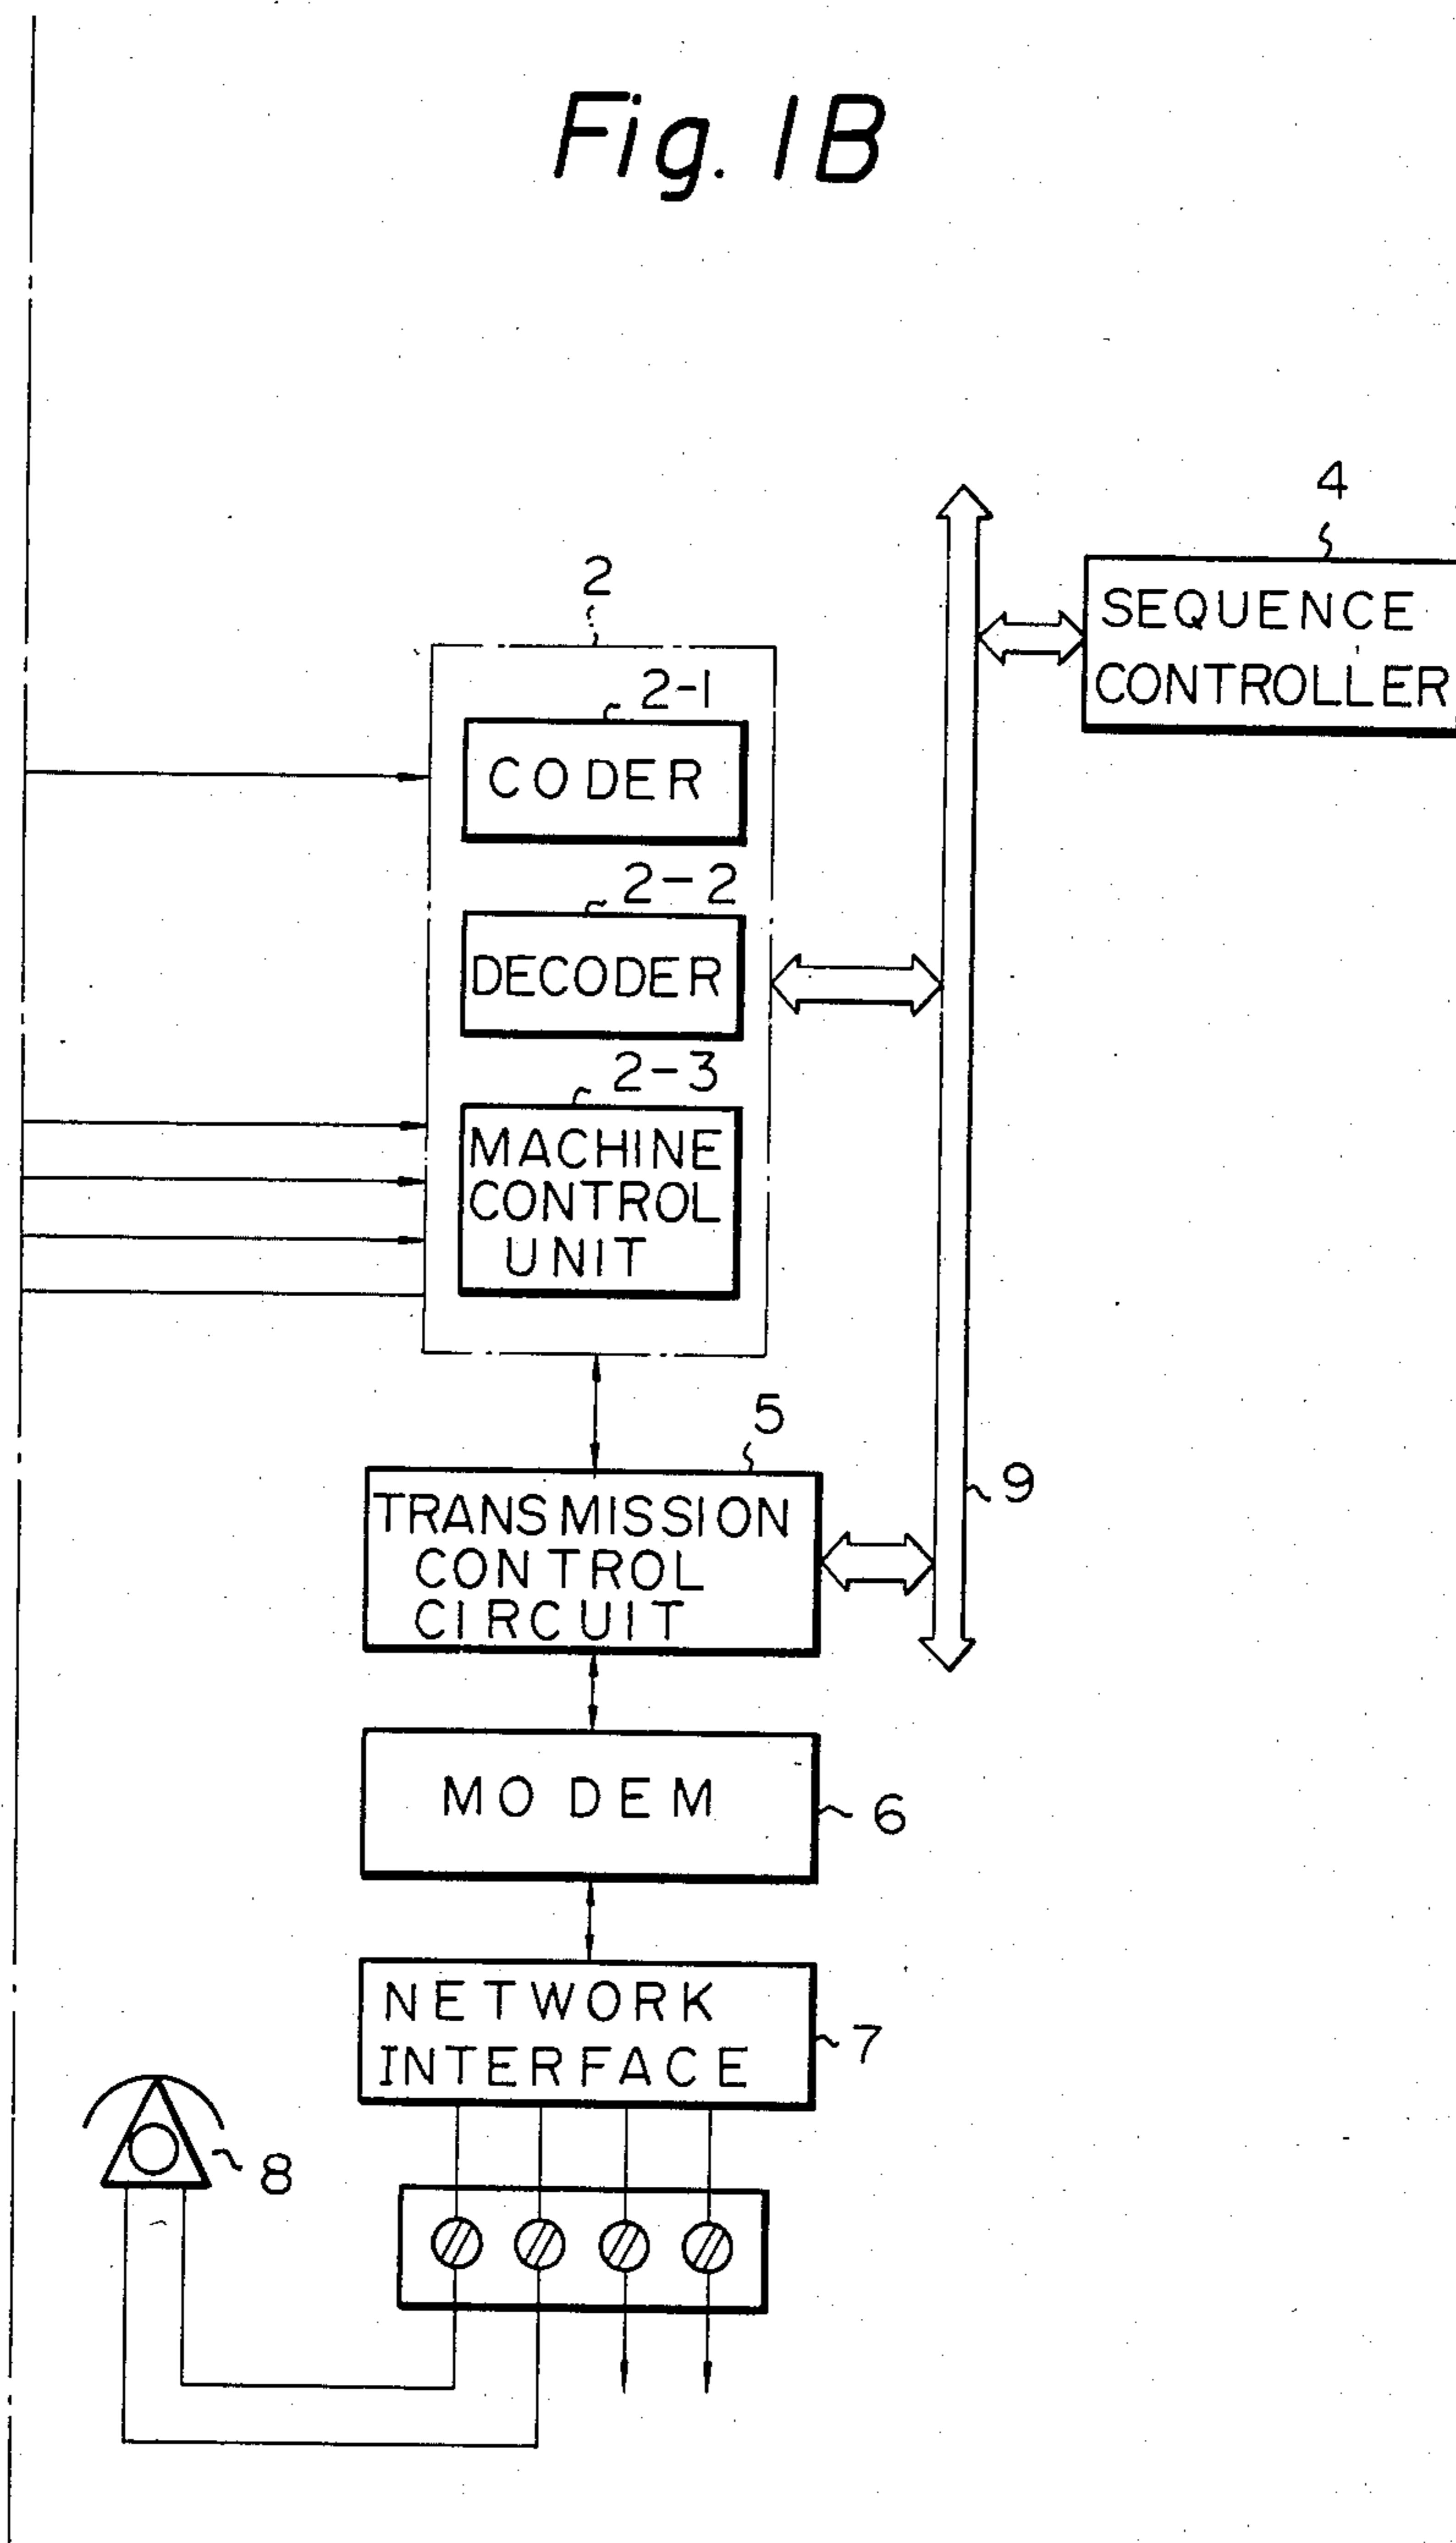 Fig. 1B
4
SEQUENCE
CONTROLLER
2
2-1
CODER
2-2
DECODER
2-3
MACHINE
CONTROL
UNIT
5
TRANSMISSION
CONTROL
CIRCUIT
9
MODEM
6
NETWORK
INTERFACE
7
8